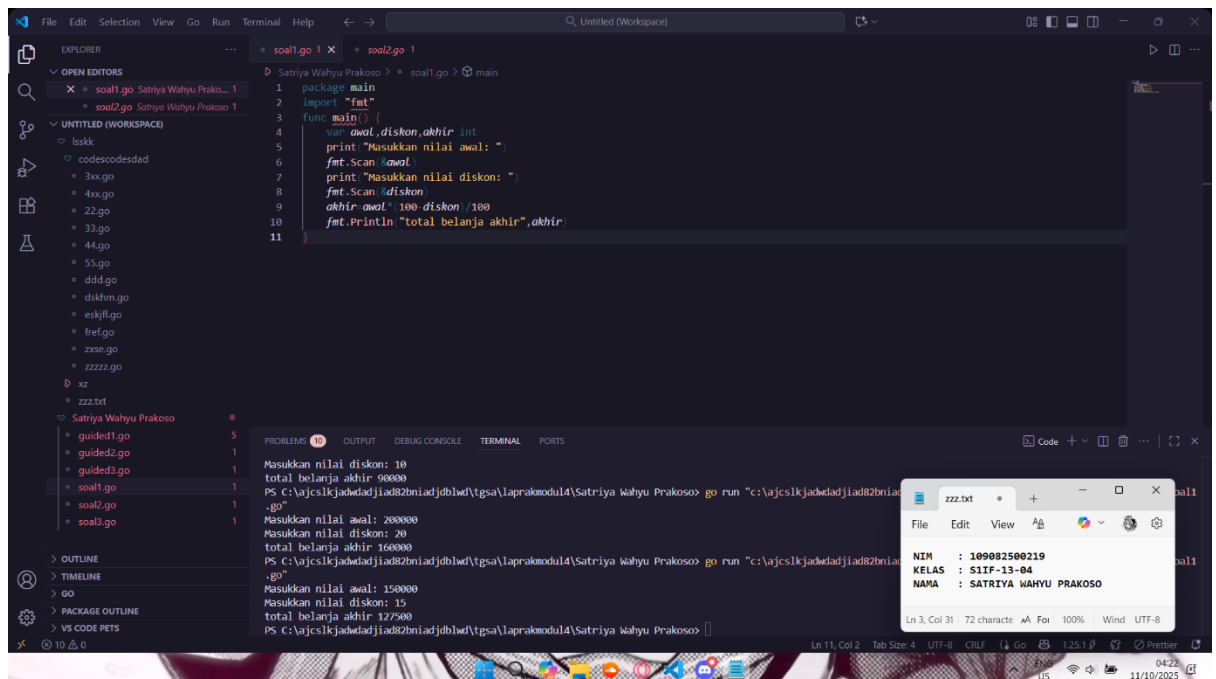 File Edit Selection View Go Run Terminal Help
Untitled (Workspace)
EXPLORER
OPEN EDITORS
soal1.go Satriya Wahyu Prako... 1
soal2.go Satriya Wahyu Prakoso 1
UNTITLED (WORKSPACE)
lsskk
codescodesdad
3xx.go
4xx.go
22.go
33.go
44.go
55.go
ddd.go
dskhm.go
eskjfl.go
fref.go
zxse.go
zzzzz.go
xz
zzz.txt
Satriya Wahyu Prakoso
guided1.go 5
guided2.go 1
guided3.go 1
soal1.go 1
soal2.go 1
soal3.go 1
OUTLINE
TIMELINE
GO
PACKAGE OUTLINE
VS CODE PETS
soal1.go 1 soal2.go 1
Satriya Wahyu Prakoso > soal1.go > main
1 package main
2 import "fmt"
3 func main() {
4 var awal,diskon,akhir int
5 print("Masukkan nilai awal: ")
6 fmt.Scan(&awal)
7 print("Masukkan nilai diskon: ")
8 fmt.Scan(&diskon)
9 akhir=awal*(100-diskon)/100
10 fmt.Println("total belanja akhir",akhir)
11 }
PROBLEMS 10 OUTPUT DEBUG CONSOLE TERMINAL PORTS
Code
Masukkan nilai diskon: 10
total belanja akhir 90000
PS C:\ajcslkjadwdadjiad82bniadjdblwd\tgsa\laprakmodul4\Satriya Wahyu Prakoso> go run "c:\ajcslkjadwdadjiad82bnia
oal1
.go"
Masukkan nilai awal: 200000
Masukkan nilai diskon: 20
total belanja akhir 160000
PS C:\ajcslkjadwdadjiad82bniadjdblwd\tgsa\laprakmodul4\Satriya Wahyu Prakoso> go run "c:\ajcslkjadwdadjiad82bnia
oal1
.go"
Masukkan nilai awal: 150000
Masukkan nilai diskon: 15
total belanja akhir 127500
PS C:\ajcslkjadwdadjiad82bniadjdblwd\tgsa\laprakmodul4\Satriya Wahyu Prakoso>
zzz.txt
File Edit View
NIM : 109082500219
KELAS : S1IF-13-04
NAMA : SATRIYA WAHYU PRAKOSO
Ln 3, Col 31 72 characte For 100% Wind UTF-8
10 0
Ln 11, Col 2 Tab Size: 4 UTF-8 CRLF Go 1.25.1 Prettier
ENG
US
04:22
11/10/2025